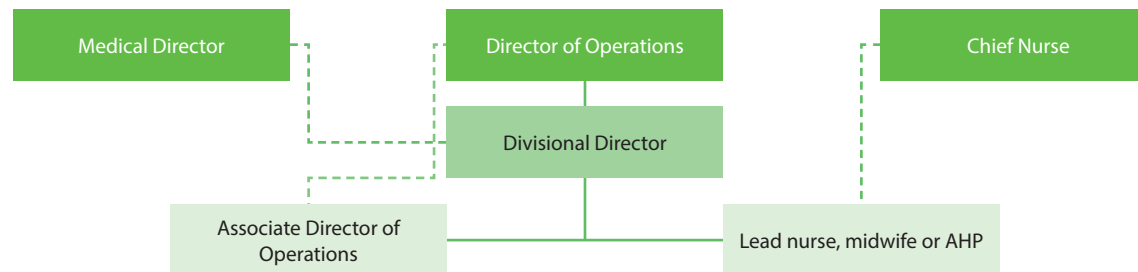 Medical Director
Director of Operations
Chief Nurse
Divisional Director
Associate Director of
Operations
Lead nurse, midwife or AHP